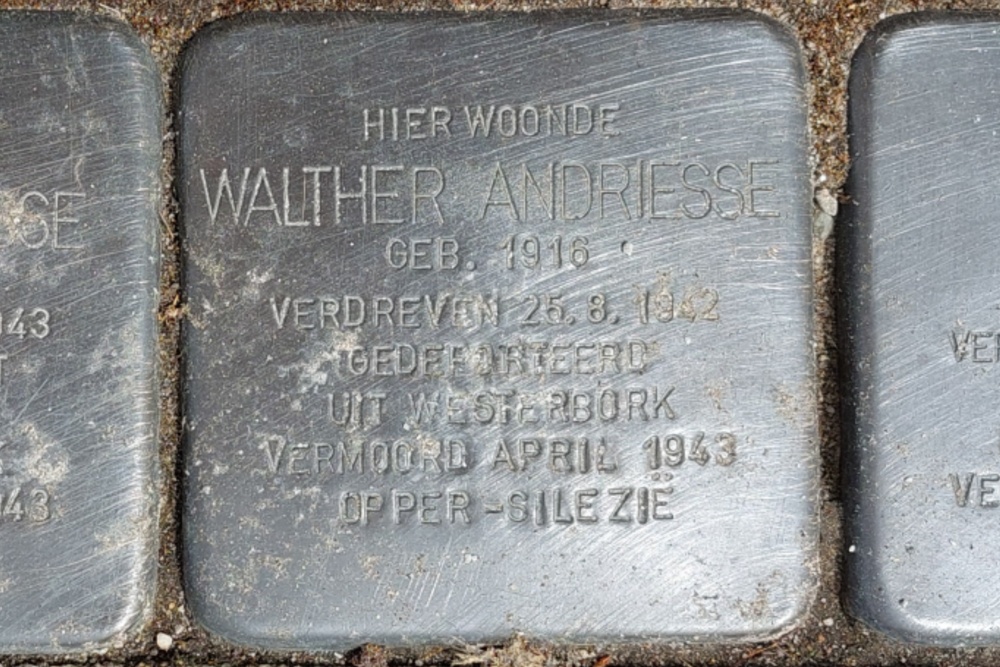 HIER WOONDE
WALTHER ANDRIESSE
GEB. 1916
VERDREVEN 25.8.1942
GEDEPORTEERD
UIT WESTERBORK
VERMOORD APRIL 1943
OPPER-SILEZIË